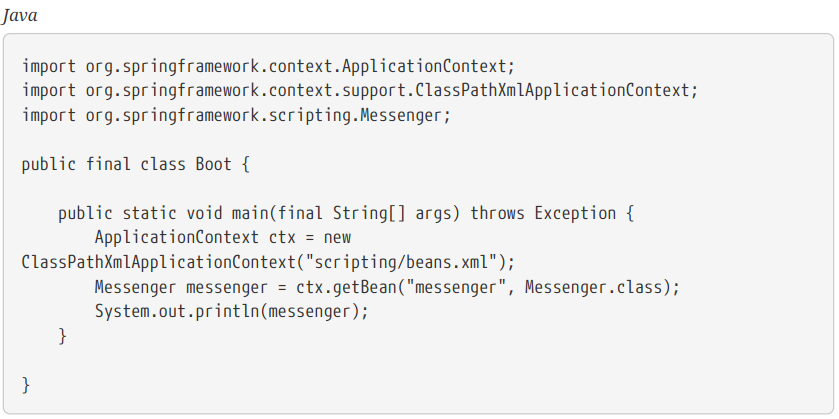 Java
import org.springframework.context.ApplicationContext;
import org.springframework.context.support.ClassPathXmlApplicationContext;
import org.springframework.scripting.Messenger;

public final class Boot {

    public static void main(final String[] args) throws Exception {
        ApplicationContext ctx = new
ClassPathXmlApplicationContext("scripting/beans.xml");
        Messenger messenger = ctx.getBean("messenger", Messenger.class);
        System.out.println(messenger);
    }

}